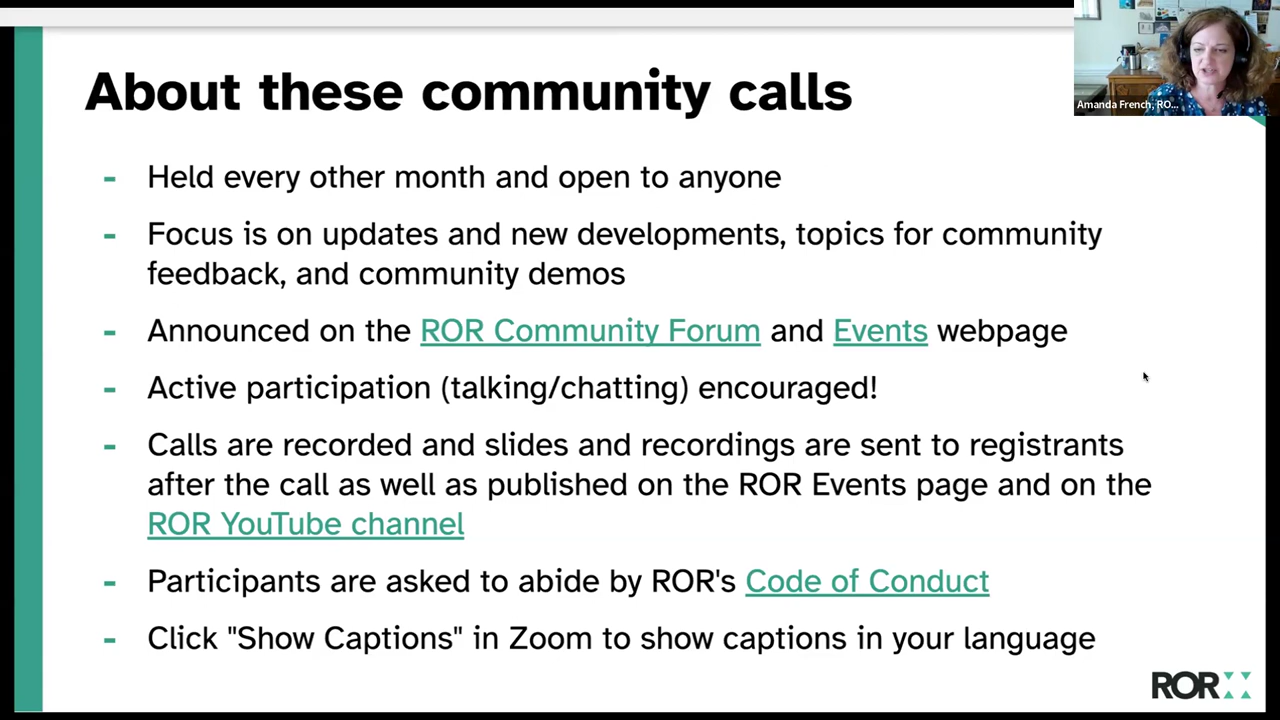 About these community calls
Amanda French, RO...
- Held every other month and open to anyone
- Focus is on updates and new developments, topics for community
feedback, and community demos
- Announced on the ROR Community Forum and Events webpage
- Active participation (talking/chatting) encouraged!
- Calls are recorded and slides and recordings are sent to registrants
after the call as well as published on the ROR Events page and on the
ROR YouTube channel
- Participants are asked to abide by ROR's Code of Conduct
- Click "Show Captions" in Zoom to show captions in your language
ROR